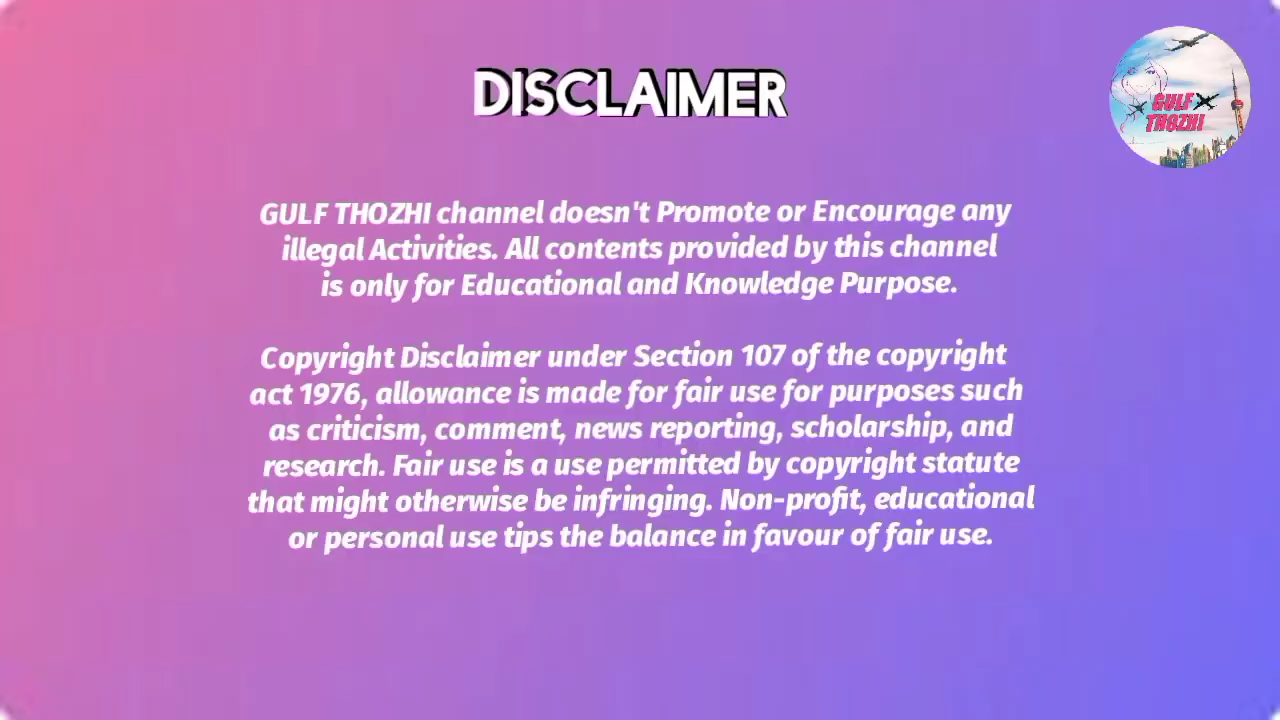 DISCLAIMER
GULF
THOZHI
GULF THOZHI channel doesn't Promote or Encourage any
illegal Activities. All contents provided by this channel
is only for Educational and Knowledge Purpose.
Copyright Disclaimer under Section 107 of the copyright
act 1976, allowance is made for fair use for purposes such
as criticism, comment, news reporting, scholarship, and
research. Fair use is a use permitted by copyright statute
that might otherwise be infringing. Non-profit, educational
or personal use tips the balance in favour of fair use.